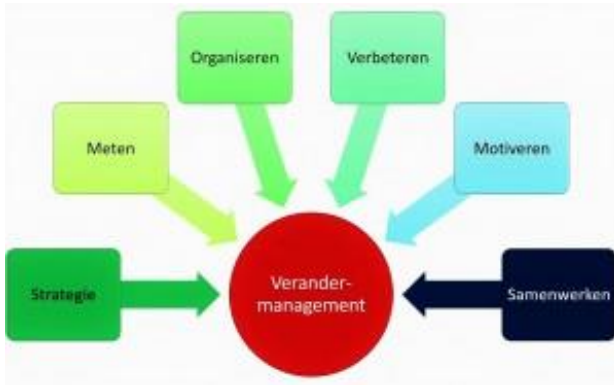 Organiseren
Verbeteren
Meten
Motiveren
Strategie
Verander-
management
Samenwerken